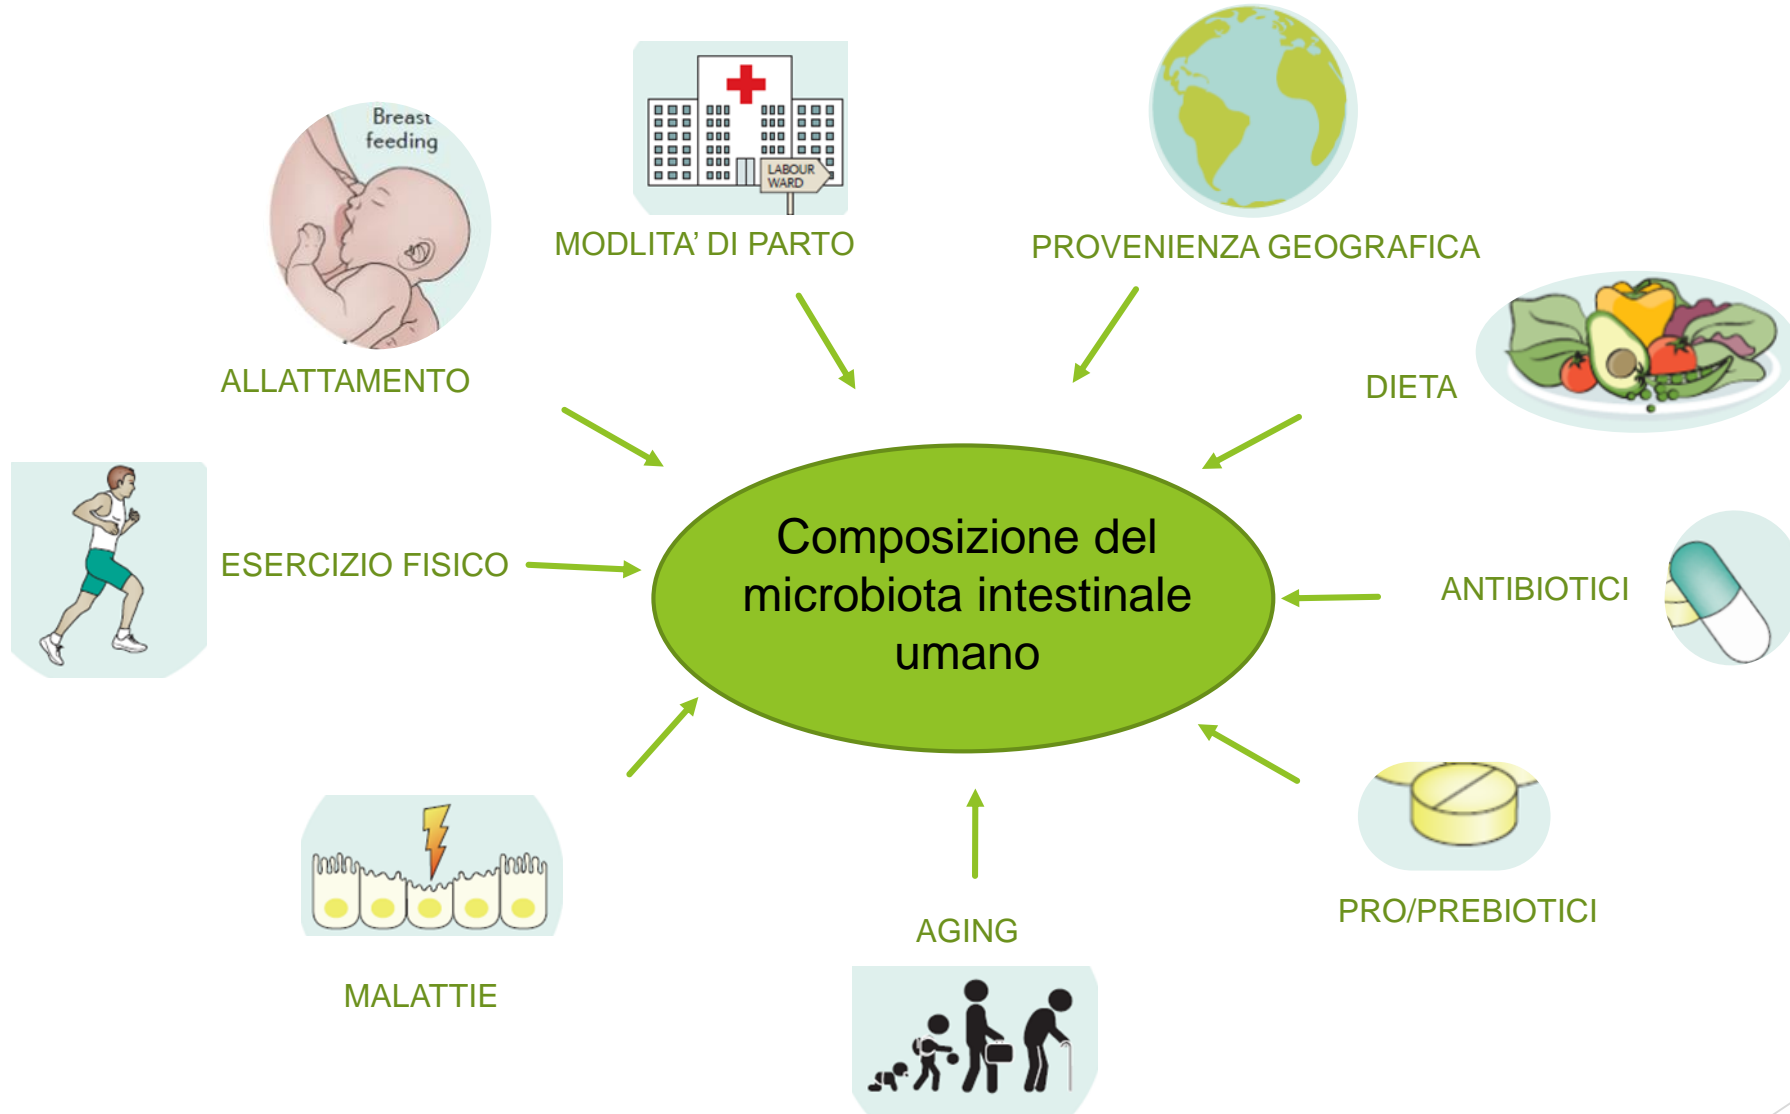 Breast
feeding
LABOUR
WARD
MODLITA’ DI PARTO
PROVENIENZA GEOGRAFICA
ALLATTAMENTO
DIETA
ESERCIZIO FISICO
Composizione del
microbiota intestinale
umano
ANTIBIOTICI
PRO/PREBIOTICI
AGING
MALATTIE